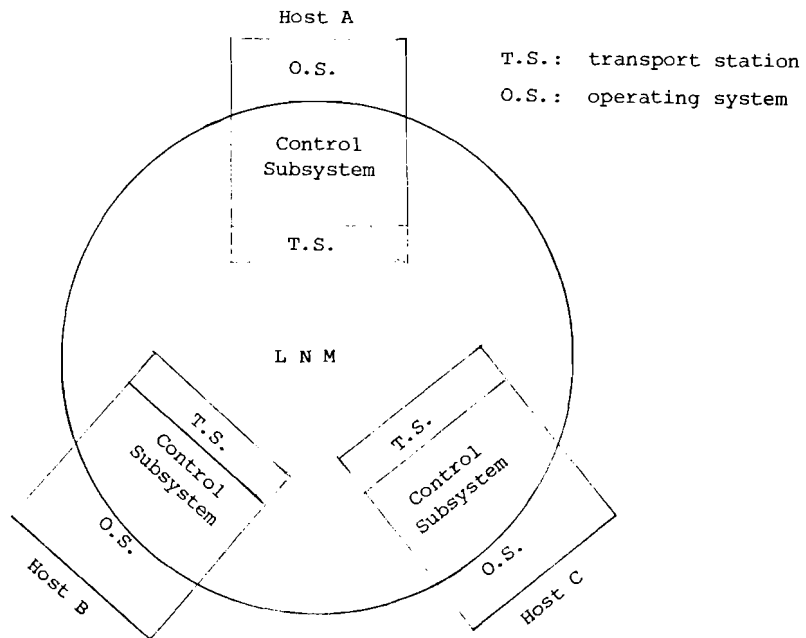 Host A
O.S.
T.S.: transport station
O.S.: operating system
Control
Subsystem
T.S.
L N M
T.S.
Control
Subsystem
O.S.
Host B
T.S.
Control
Subsystem
O.S.
Host C